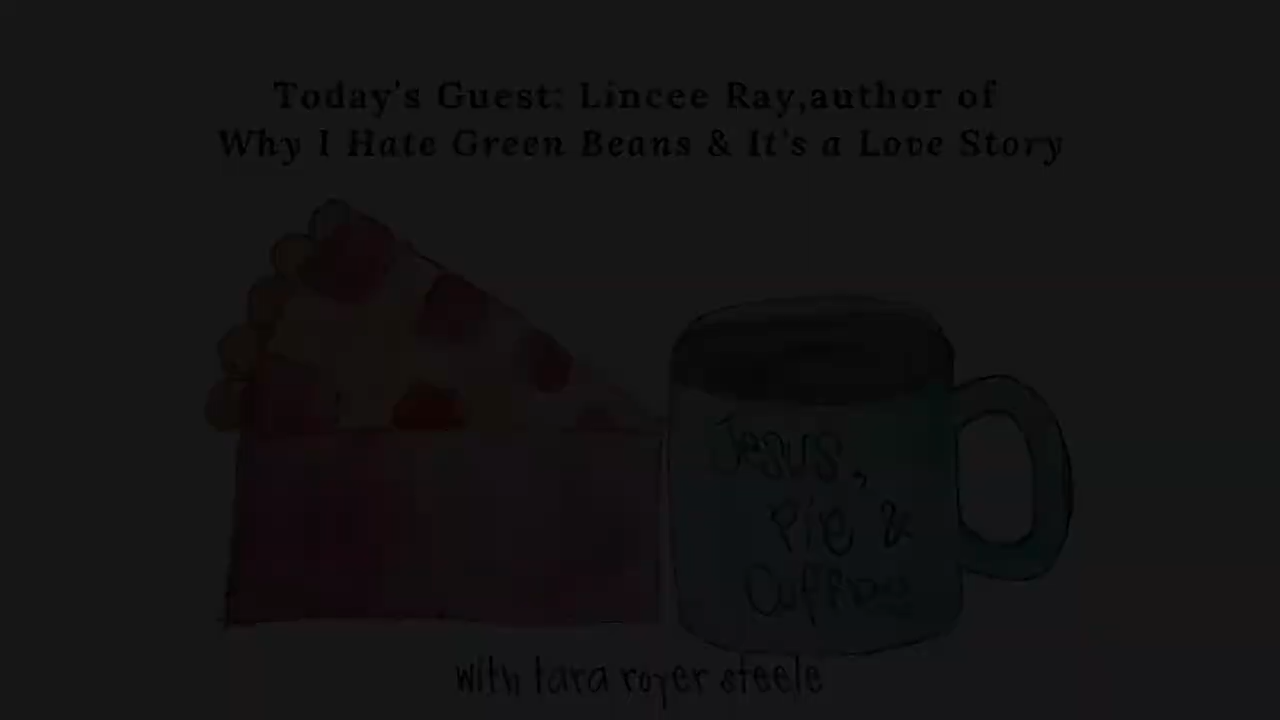 Today's Guest: Lincee Ray,author of
Why I Hate Green Beans & It's a Love Story
Jesus,
Pie &
with tara royer steele